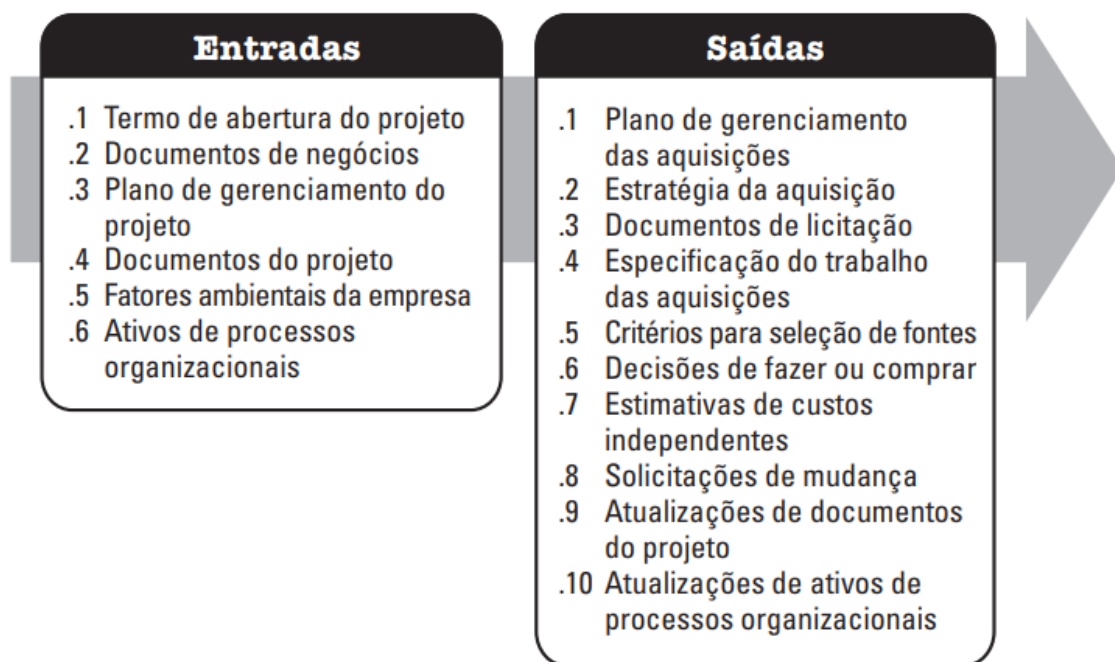 Entradas
.1 Termo de abertura do projeto
.2 Documentos de negócios
.3 Plano de gerenciamento do
projeto
.4 Documentos do projeto
.5 Fatores ambientais da empresa
.6 Ativos de processos
organizacionais
Saídas
.1 Plano de gerenciamento
das aquisições
.2 Estratégia da aquisição
.3 Documentos de licitação
.4 Especificação do trabalho
das aquisições
.5 Critérios para seleção de fontes
.6 Decisões de fazer ou comprar
.7 Estimativas de custos
independentes
.8 Solicitações de mudança
.9 Atualizações de documentos
do projeto
.10 Atualizações de ativos de
processos organizacionais